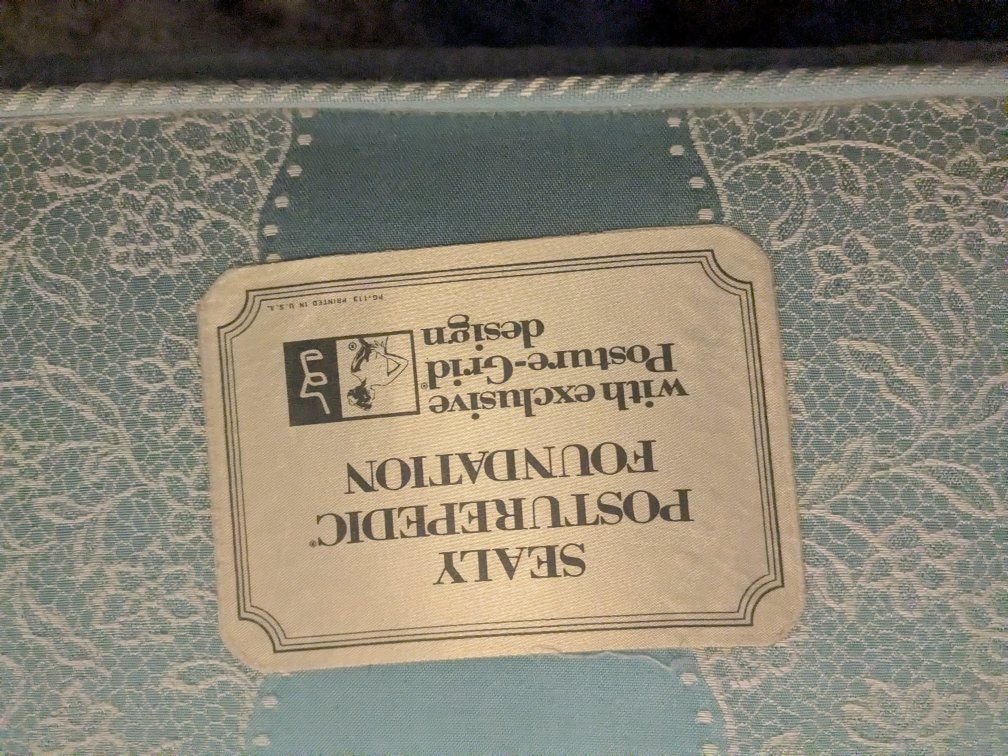 SEALY
POSTUREPEDIC®
FOUNDATION
with exclusive
Posture-Grid®
design
®
PG-113 PRINTED IN U.S.A.